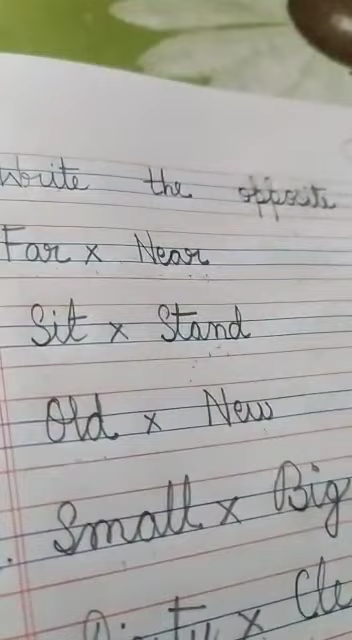 Write the opposite
Far x Near
Sit x Stand
Old x New
Small x Big
x